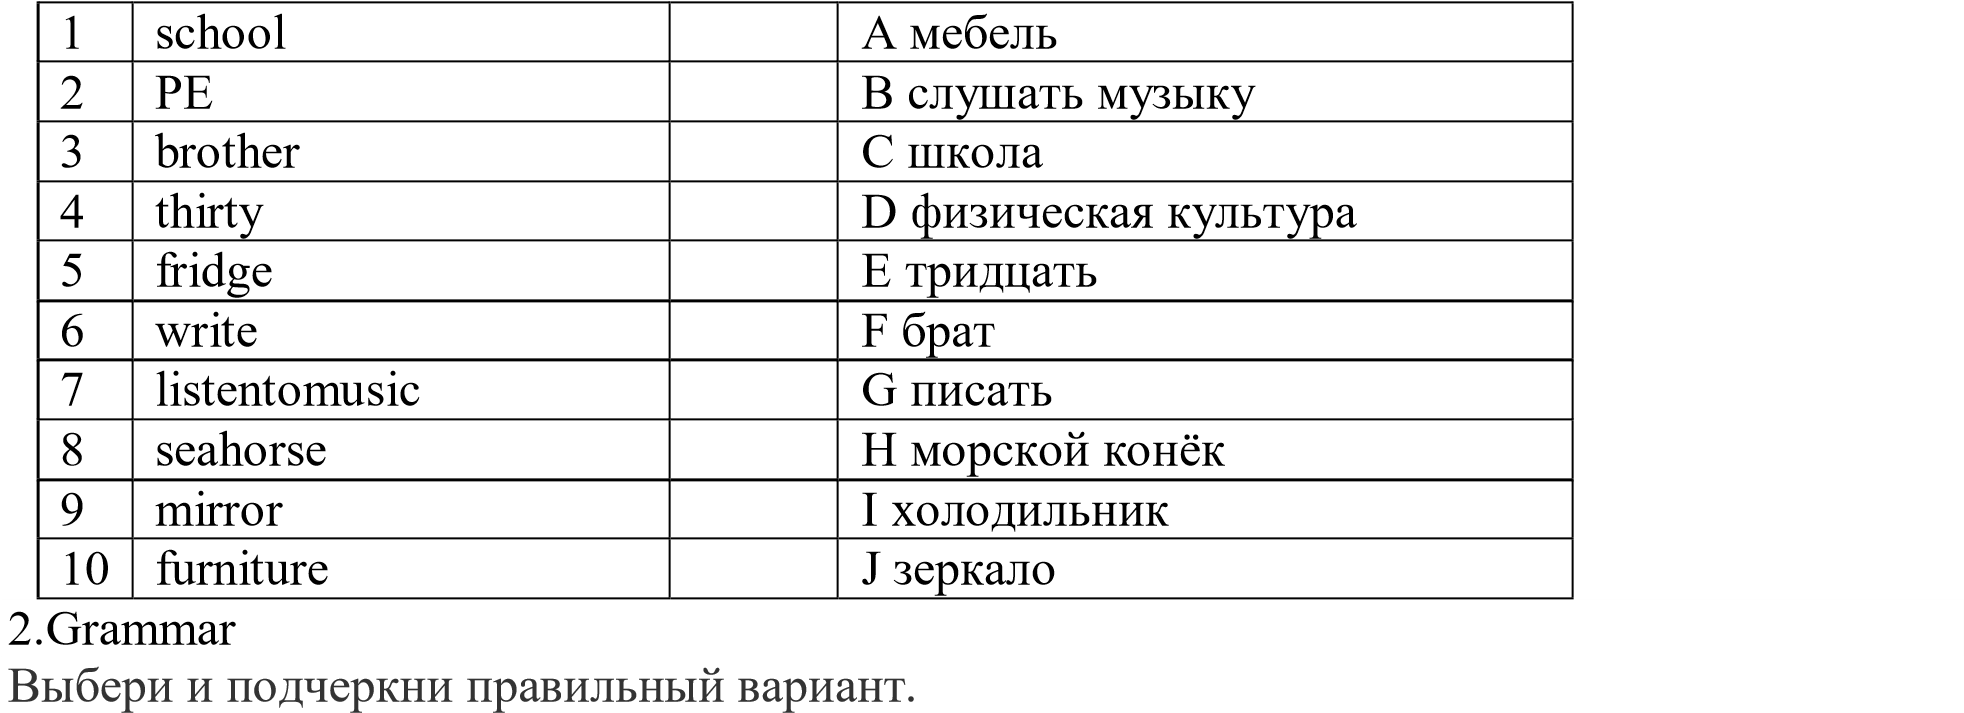 1 school A мебель
2 PE B слушать музыку
3 brother C школа
4 thirty D физическая культура
5 fridge E тридцать
6 write F брат
7 listentomusic G писать
8 seahorse H морской конёк
9 mirror I холодильник
10 furniture J зеркало
2.Grammar
Выбери и подчеркни правильный вариант.